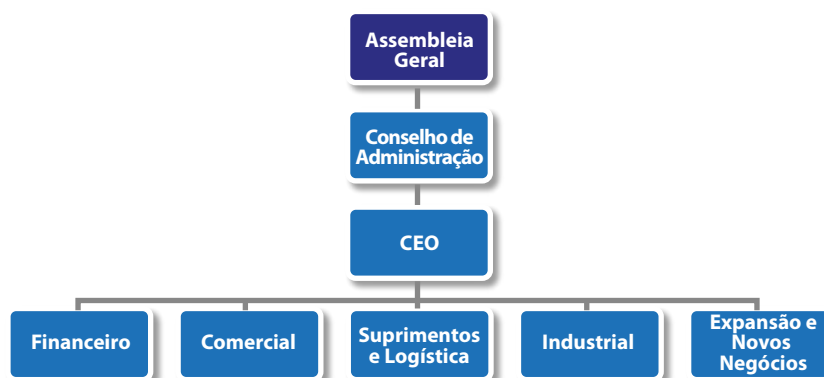 Assembleia
Geral
Conselho de
Administração
CEO
Financeiro
Comercial
Suprimentos
e Logística
Industrial
Expansão e
Novos
Negócios